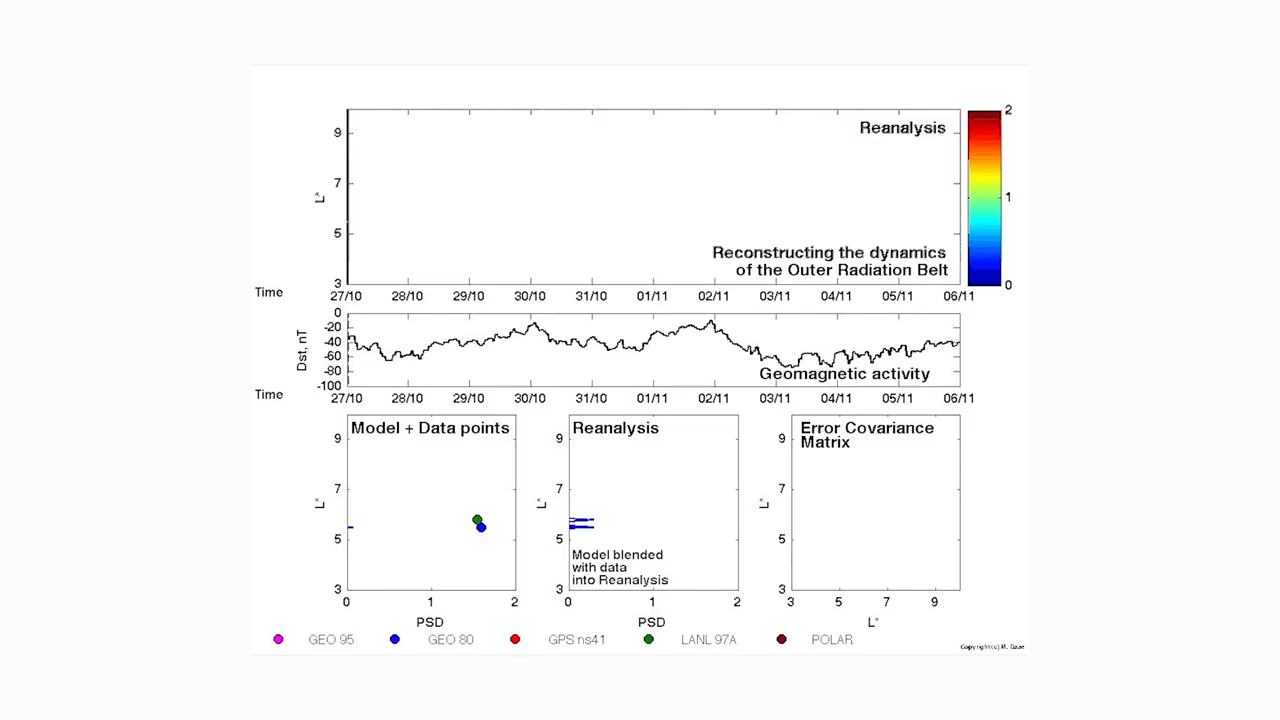 Reanalysis
Reconstructing the dynamics
of the Outer Radiation Belt
L*
9
7
5
3
2
1
0
Time
27/10 28/10 29/10 30/10 31/10 01/11 02/11 03/11 04/11 05/11 06/11
Dst, nT
0
-20
-40
-60
-80
-100
Geomagnetic activity
Time
27/10 28/10 29/10 30/10 31/10 01/11 02/11 03/11 04/11 05/11 06/11
Model + Data points
L*
9
7
5
3
0 1 2
PSD
Reanalysis
L*
9
7
5
3
Model blended
with data
into Reanalysis
0 1 2
PSD
Error Covariance
Matrix
L*
9
7
5
3
3 5 7 9
L*
GEO 95 GEO 80 GPS ns41 LANL 97A POLAR
Copyright(c) M.